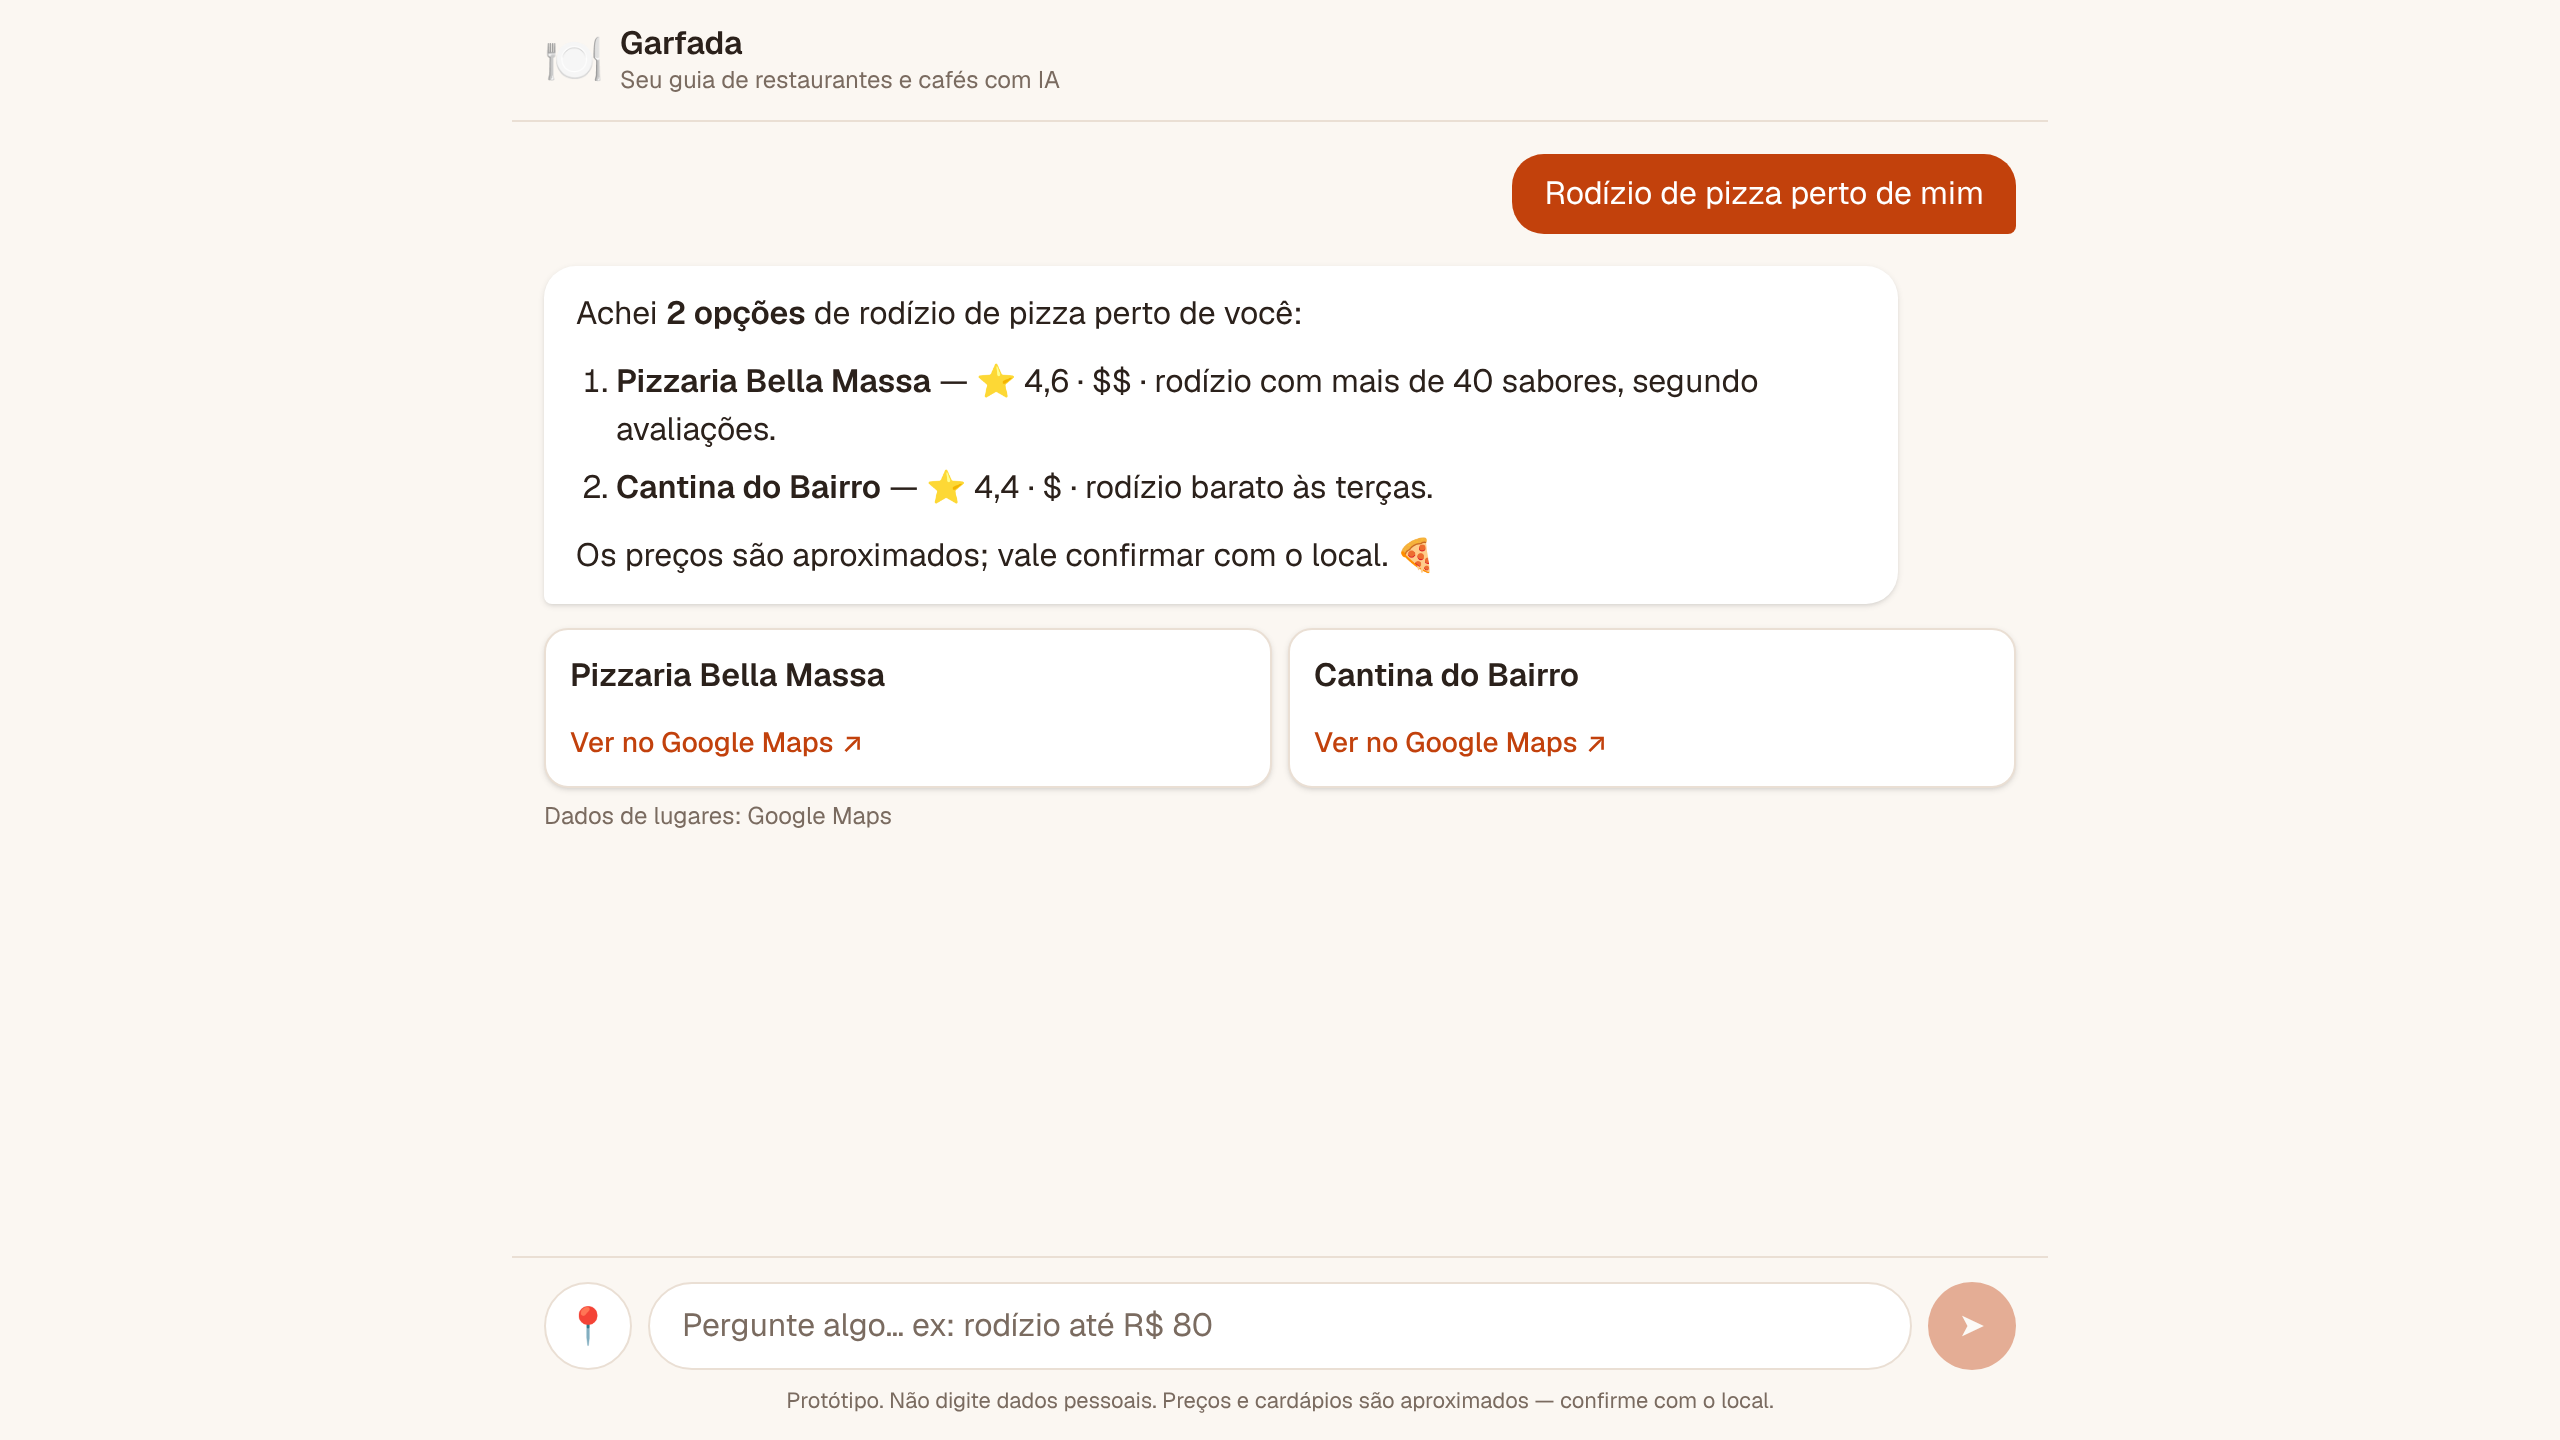 Garfada
Seu guia de restaurantes e cafés com IA
Rodízio de pizza perto de mim
Achei 2 opções de rodízio de pizza perto de você:
1. Pizzaria Bella Massa — ⭐ 4,6 · $$ · rodízio com mais de 40 sabores, segundo
avaliações.
2. Cantina do Bairro — ⭐ 4,4 · $ · rodízio barato às terças.
Os preços são aproximados; vale confirmar com o local. 🍕
Pizzaria Bella Massa
Ver no Google Maps ↗
Cantina do Bairro
Ver no Google Maps ↗
Dados de lugares: Google Maps
Pergunte algo… ex: rodízio até R$ 80
Protótipo. Não digite dados pessoais. Preços e cardápios são aproximados — confirme com o local.